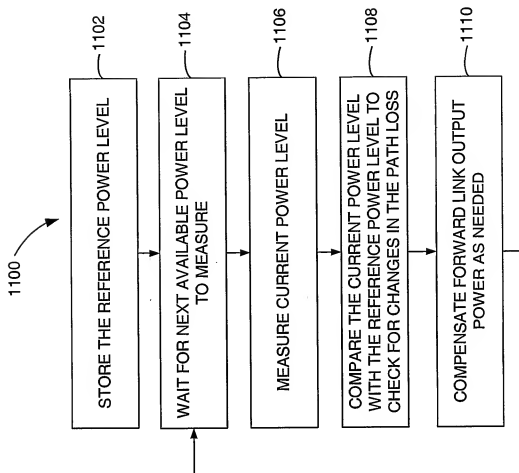 1100
1102
STORE THE REFERENCE POWER LEVEL
1104
WAIT FOR NEXT AVAILABLE POWER LEVEL
TO MEASURE
1106
MEASURE CURRENT POWER LEVEL
1108
COMPARE THE CURRENT POWER LEVEL
WITH THE REFERENCE POWER LEVEL TO
CHECK FOR CHANGES IN THE PATH LOSS
1110
COMPENSATE FORWARD LINK OUTPUT
POWER AS NEEDED